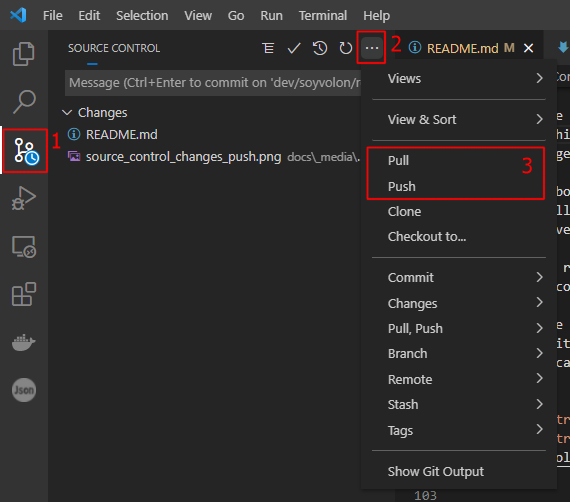 File Edit Selection View Go Run Terminal Help
SOURCE CONTROL
2
README.md M
Message (Ctrl+Enter to commit on 'dev/soyvolon/r
Changes
README.md
1
source_control_changes_push.png docs\_media\.
Views
View & Sort
Pull
3
Push
Clone
Checkout to...
Commit
Changes
Pull, Push
Branch
Remote
Stash
Tags
Show Git Output
Json
103